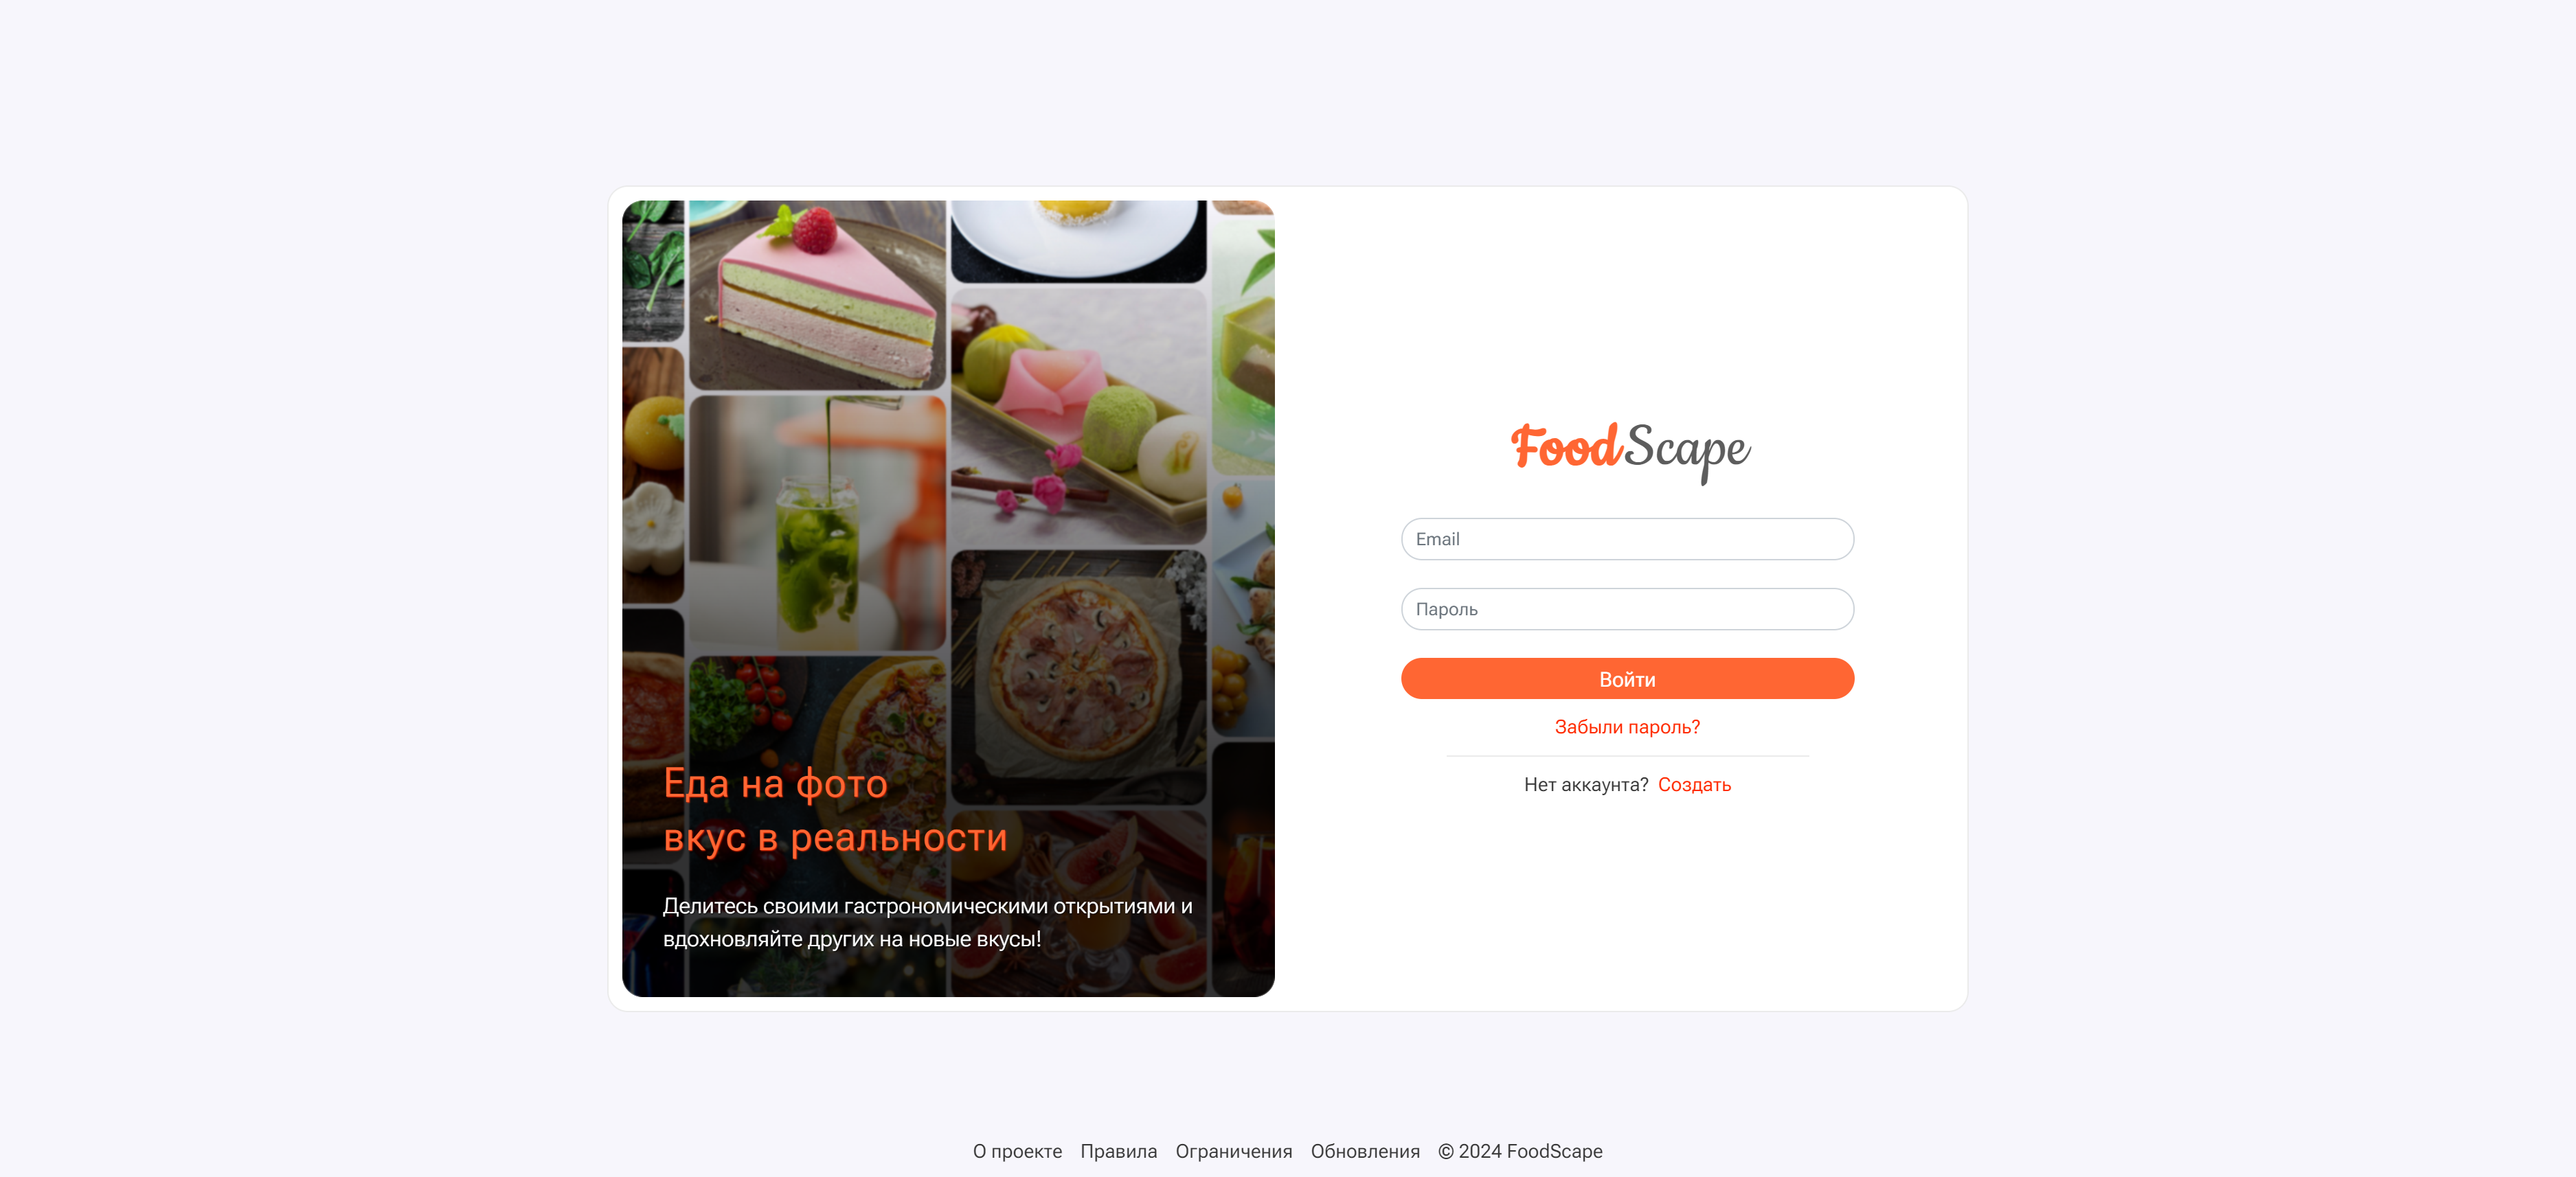 Еда на фото
вкус в реальности
Делитесь своими гастрономическими открытиями и
вдохновляйте других на новые вкусы!
FoodScape
Email
Пароль
Войти
Забыли пароль?
Нет аккаунта? Создать
О проекте Правила Ограничения Обновления © 2024 FoodScape